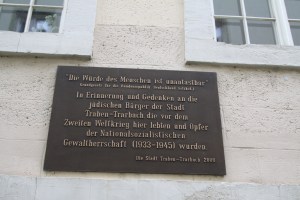 "Die Würde des Menschen ist unantastbar"
In Erinnerung und Gedenken an die
jüdischen Bürger der Stadt
Traben-Trarbach die vor dem
Zweiten Weltkrieg hier lebten und Opfer
der Nationalsozialistischen
Gewaltherrschaft (1933-1945) wurden
Die Stadt Traben-Trarbach,